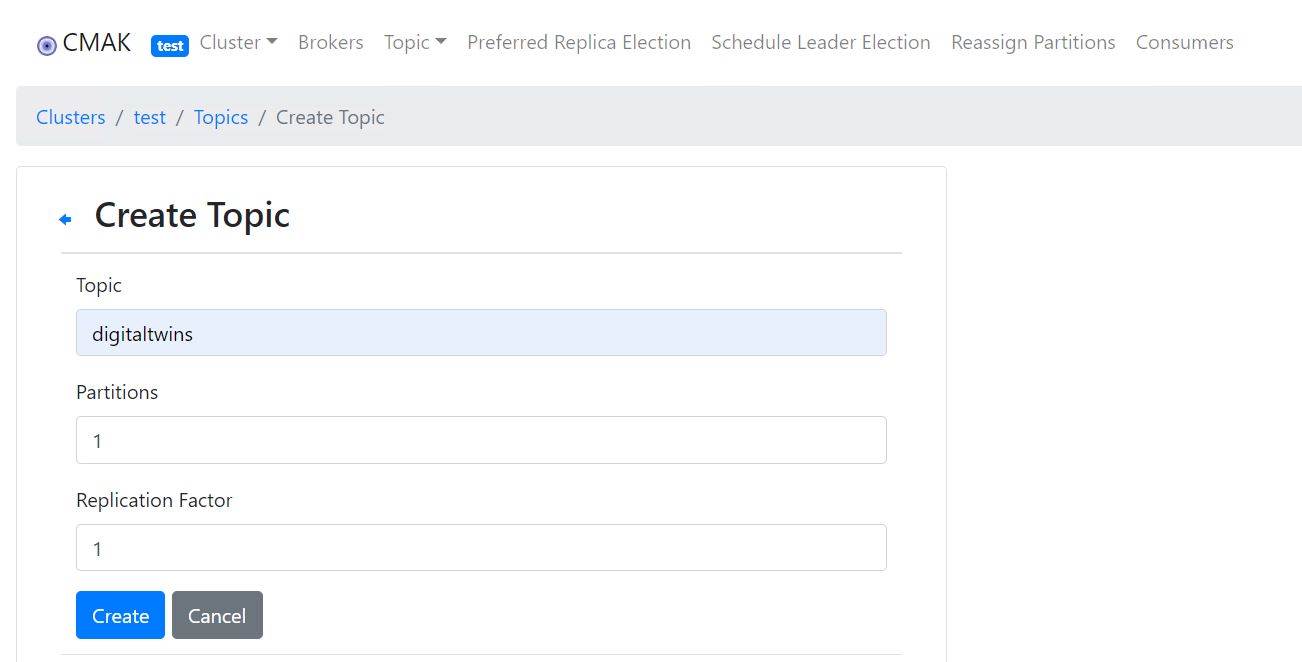 CMAK test Cluster Brokers Topic Preferred Replica Election Schedule Leader Election Reassign Partitions Consumers
Clusters / test / Topics / Create Topic
Create Topic
Topic
digitaltwins
Partitions
1
Replication Factor
1
Create Cancel